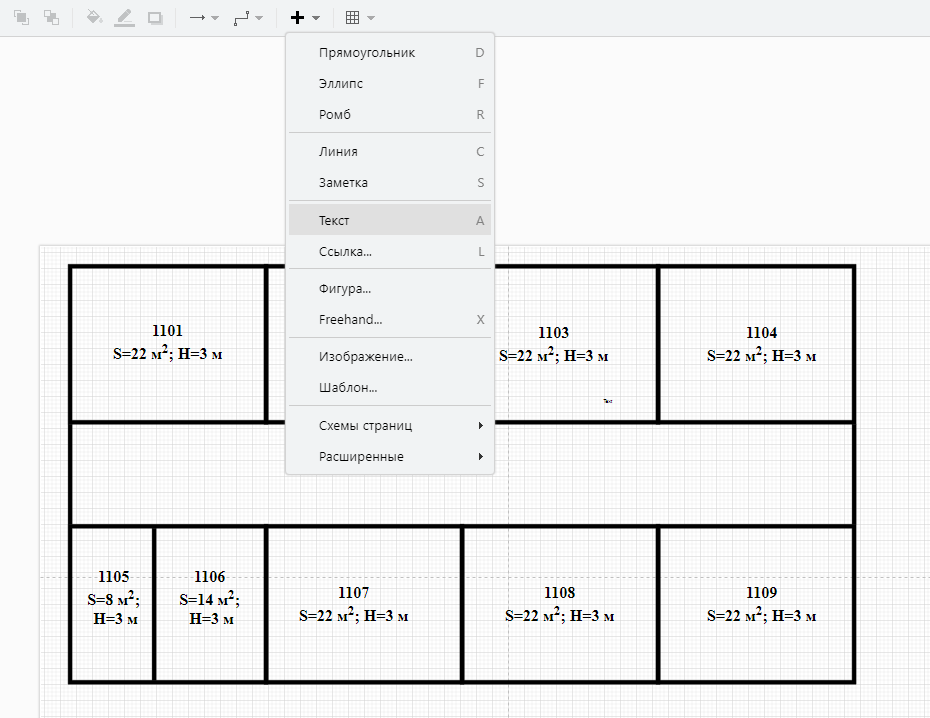 Прямоугольник D
Эллипс F
Ромб R
Линия C
Заметка S
Текст A
Ссылка... L
Фигура...
Freehand... X
Изображение...
Шаблон...
Схемы страниц
Расширенные
1101
S=22 м²; H=3 м
1103
S=22 м²; H=3 м
1104
S=22 м²; H=3 м
Текст
1105
S=8 м²;
H=3 м
1106
S=14 м²;
H=3 м
1107
S=22 м²; H=3 м
1108
S=22 м²; H=3 м
1109
S=22 м²; H=3 м